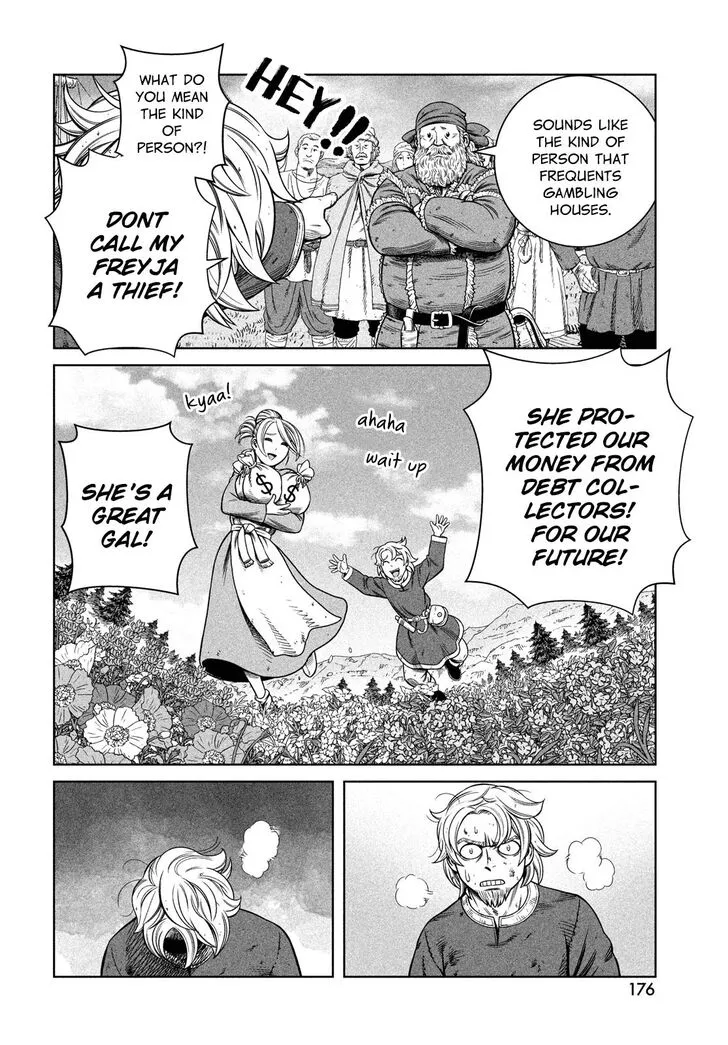 SOUNDS LIKE
THE KIND OF
PERSON THAT
FREQUENTS
GAMBLING
HOUSES.
HEY!!
WHAT DO
YOU MEAN
THE KIND
OF
PERSON?!
DONT
CALL MY
FREYJA
A THIEF!
SHE PRO-
TECTED OUR
MONEY FROM
DEBT COL-
LECTORS!
FOR OUR
FUTURE!
ahaha
wait up
kyaa!
$ $
SHE'S A
GREAT
GAL!
176